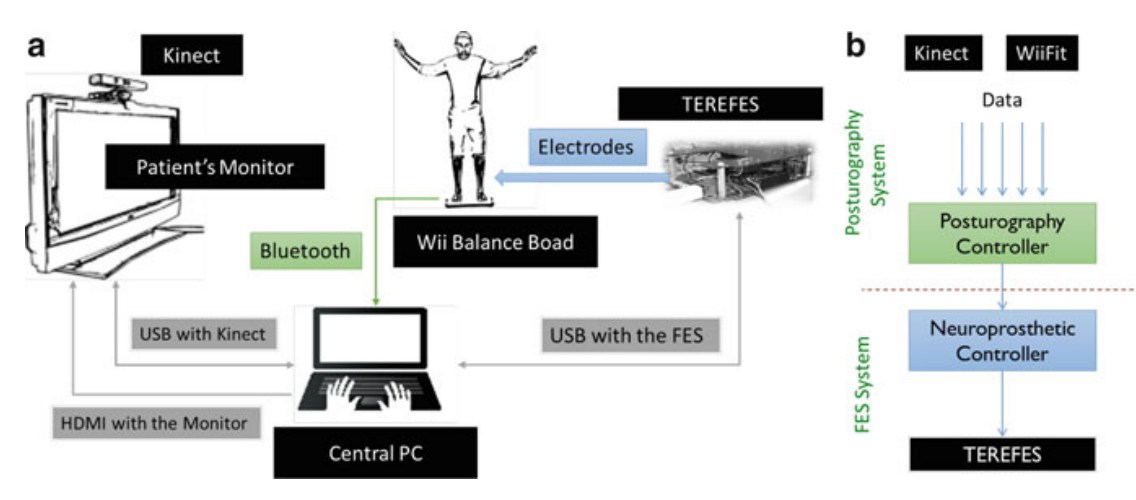 a
Kinect
Patient's Monitor
TEREFES
Electrodes
Wii Balance Boad
Bluetooth
USB with Kinect
USB with the FES
HDMI with the Monitor
Central PC
b
Kinect
WiiFit
Data
Posturography
System
Posturography
Controller
Neuroprosthetic
Controller
FES System
TEREFES